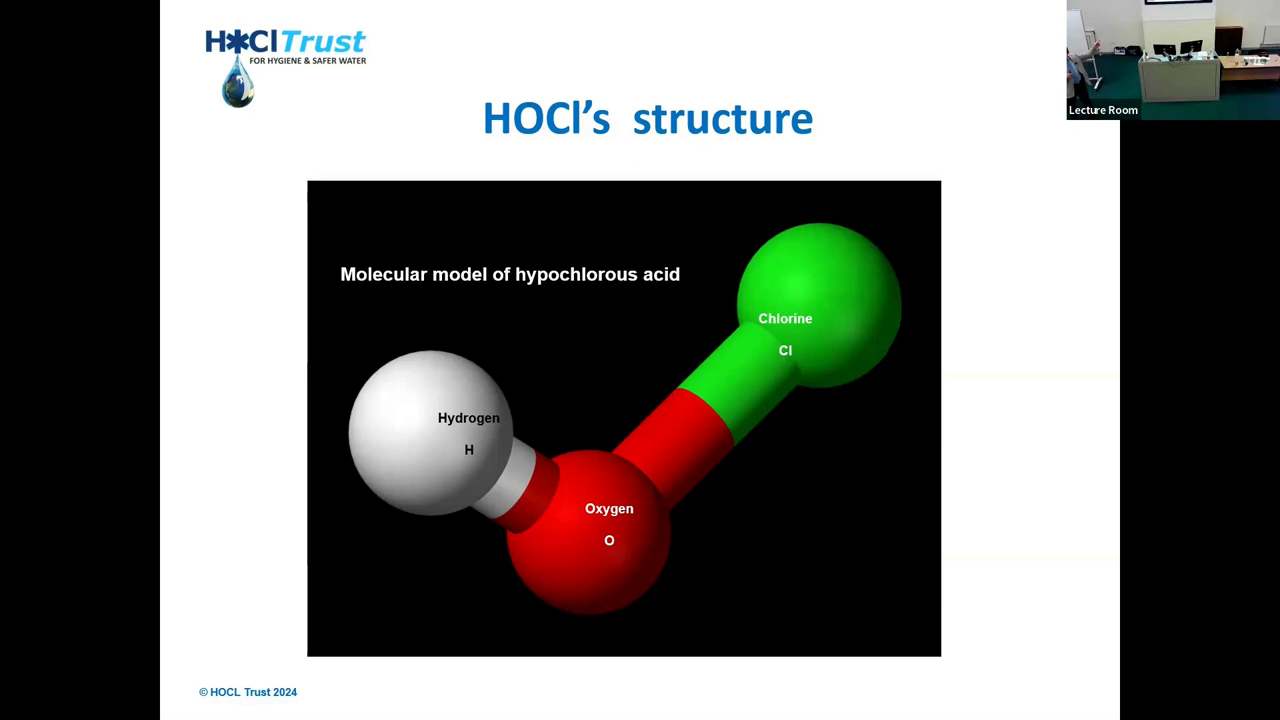 H*Cl Trust
FOR HYGIENE & SAFER WATER
Lecture Room
HOCl’s structure
Molecular model of hypochlorous acid
Chlorine
Cl
Hydrogen
H
Oxygen
O
© HOCL Trust 2024